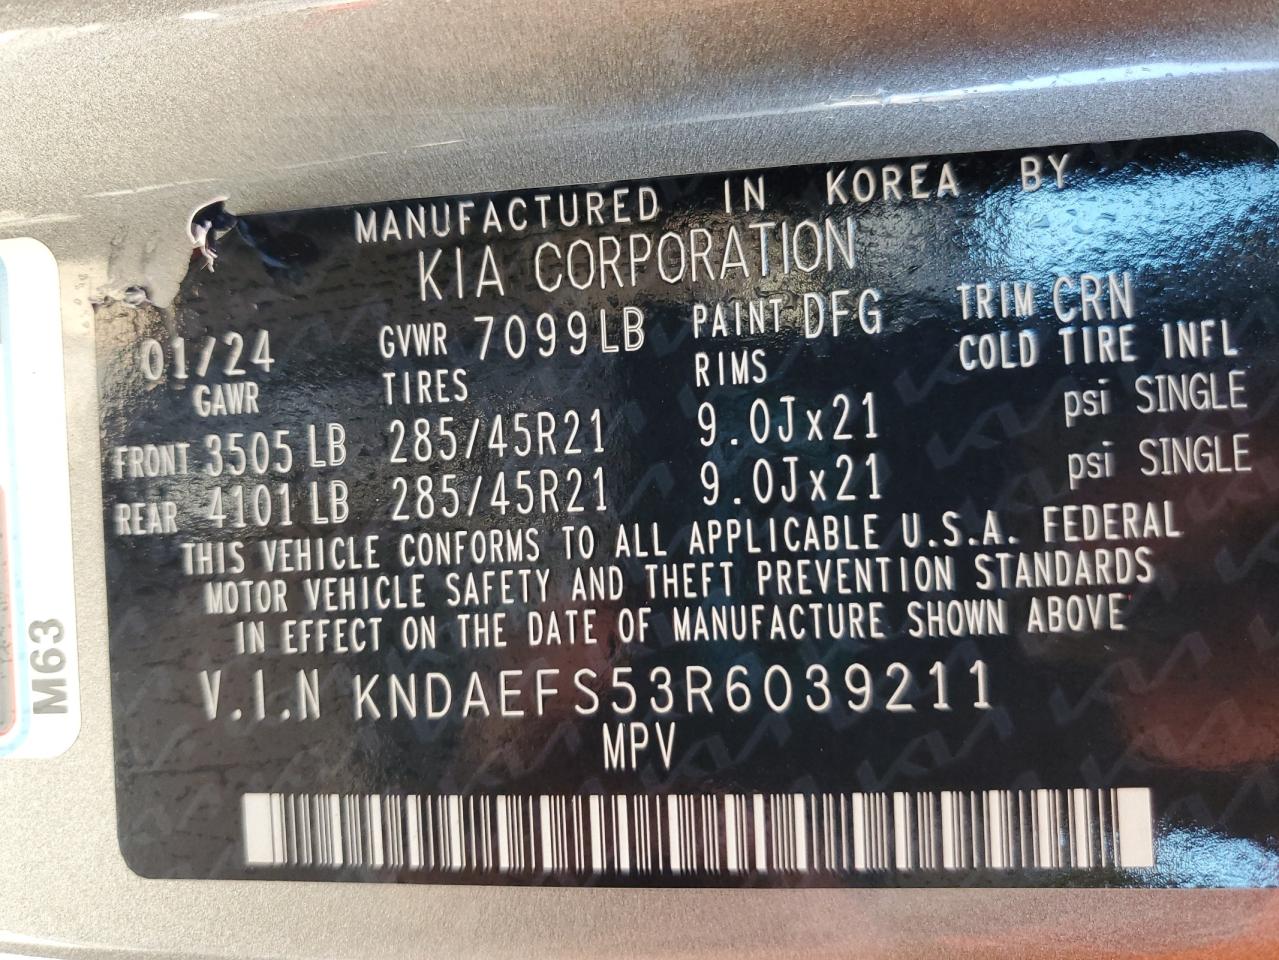 MANUFACTURED IN KOREA BY
KIA CORPORATION
01/24 GVWR 7099LB PAINT DFG TRIM CRN
GAWR TIRES RIMS COLD TIRE INFL
FRONT 3505 LB 285/45R21 9.0Jx21 psi SINGLE
REAR 4101 LB 285/45R21 9.0Jx21 psi SINGLE
THIS VEHICLE CONFORMS TO ALL APPLICABLE U.S.A. FEDERAL
MOTOR VEHICLE SAFETY AND THEFT PREVENTION STANDARDS
IN EFFECT ON THE DATE OF MANUFACTURE SHOWN ABOVE
V.I.N KNDAEFS53R6039211
MPV
M63